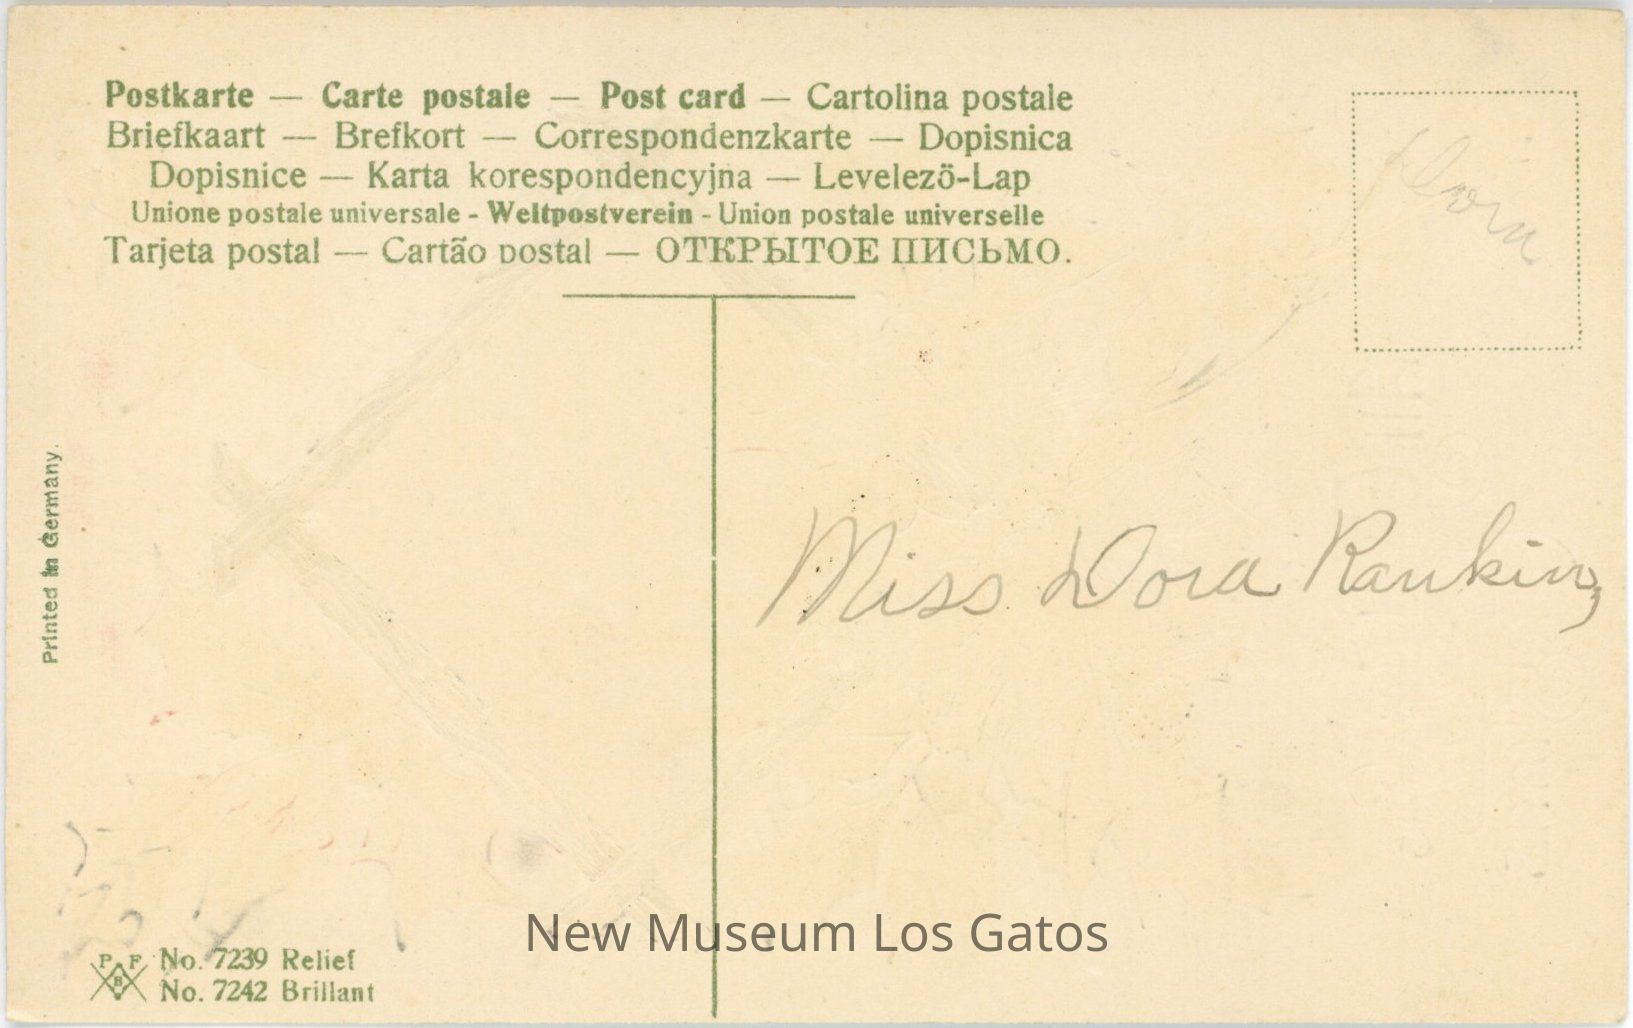 Postkarte — Carte postale — Post card — Cartolina postale
Briefkaart — Brefkort — Correspondenzkarte — Dopisnica
Dopisnice — Karta korespondencyjna — Levelezö-Lap
Unione postale universale - Weltpostverein - Union postale universelle
Tarjeta postal — Cartão postal — ОТКРЫТОЕ ПИСЬМО.
Dora
Printed in Germany.
Miss Dora Rankin,
New Museum Los Gatos
P F B
No. 7239 Relief
No. 7242 Brillant